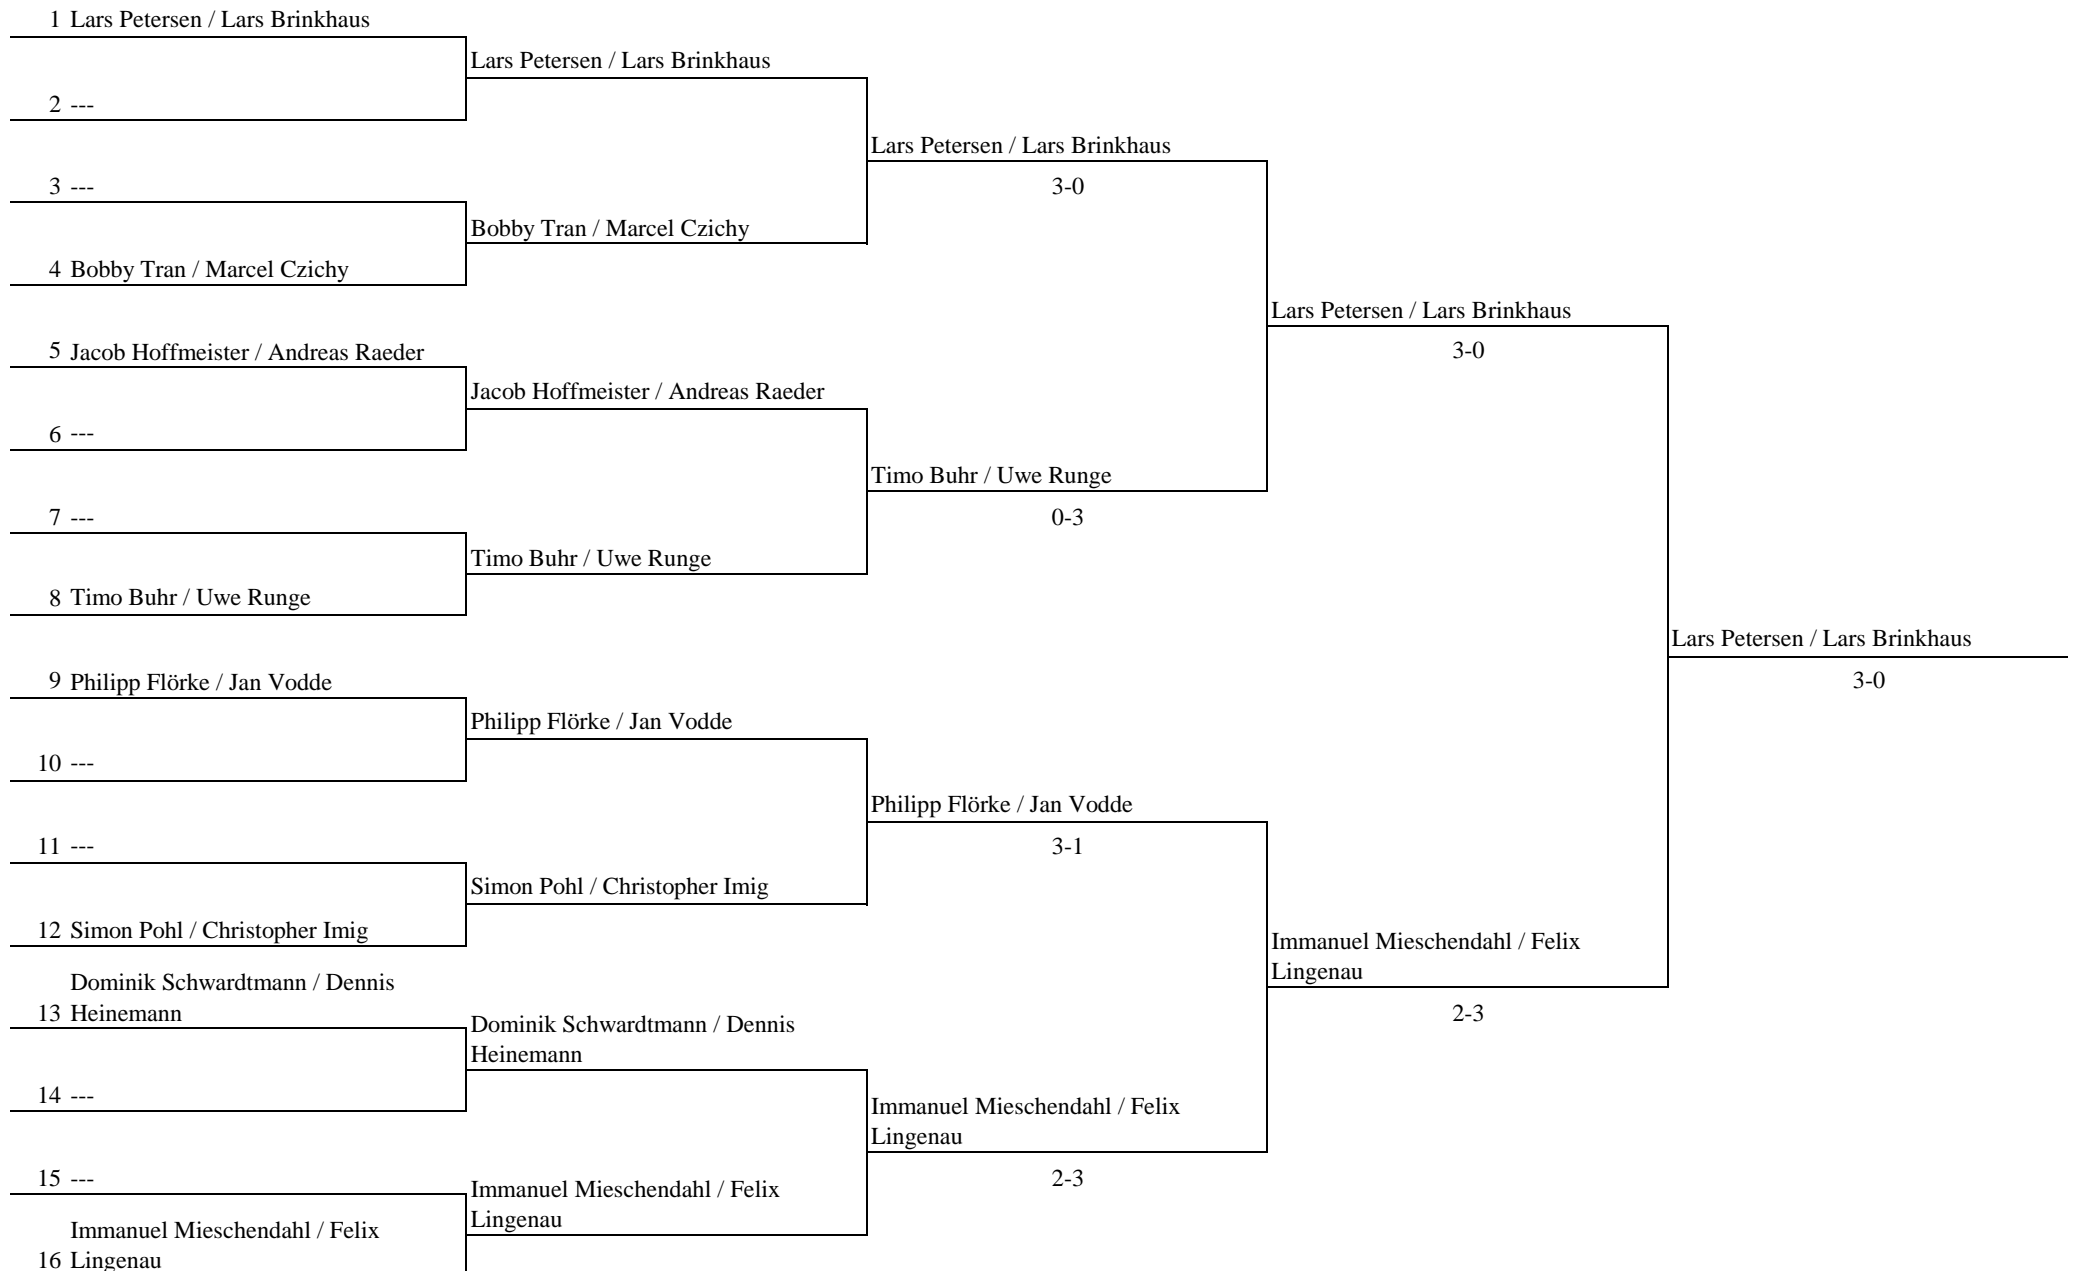 1 Lars Petersen / Lars Brinkhaus
Lars Petersen / Lars Brinkhaus
2 ---
Lars Petersen / Lars Brinkhaus
3 ---
3-0
Bobby Tran / Marcel Czichy
4 Bobby Tran / Marcel Czichy
Lars Petersen / Lars Brinkhaus
5 Jacob Hoffmeister / Andreas Raeder
3-0
Jacob Hoffmeister / Andreas Raeder
6 ---
Timo Buhr / Uwe Runge
7 ---
0-3
Timo Buhr / Uwe Runge
8 Timo Buhr / Uwe Runge
Lars Petersen / Lars Brinkhaus
9 Philipp Flörke / Jan Vodde
3-0
Philipp Flörke / Jan Vodde
10 ---
Philipp Flörke / Jan Vodde
11 ---
3-1
Simon Pohl / Christopher Imig
12 Simon Pohl / Christopher Imig
Immanuel Mieschendahl / Felix
Lingenau
Dominik Schwardtmann / Dennis
13 Heinemann
2-3
Dominik Schwardtmann / Dennis
Heinemann
14 ---
Immanuel Mieschendahl / Felix
Lingenau
15 ---
2-3
Immanuel Mieschendahl / Felix
Lingenau
Immanuel Mieschendahl / Felix
16 Lingenau